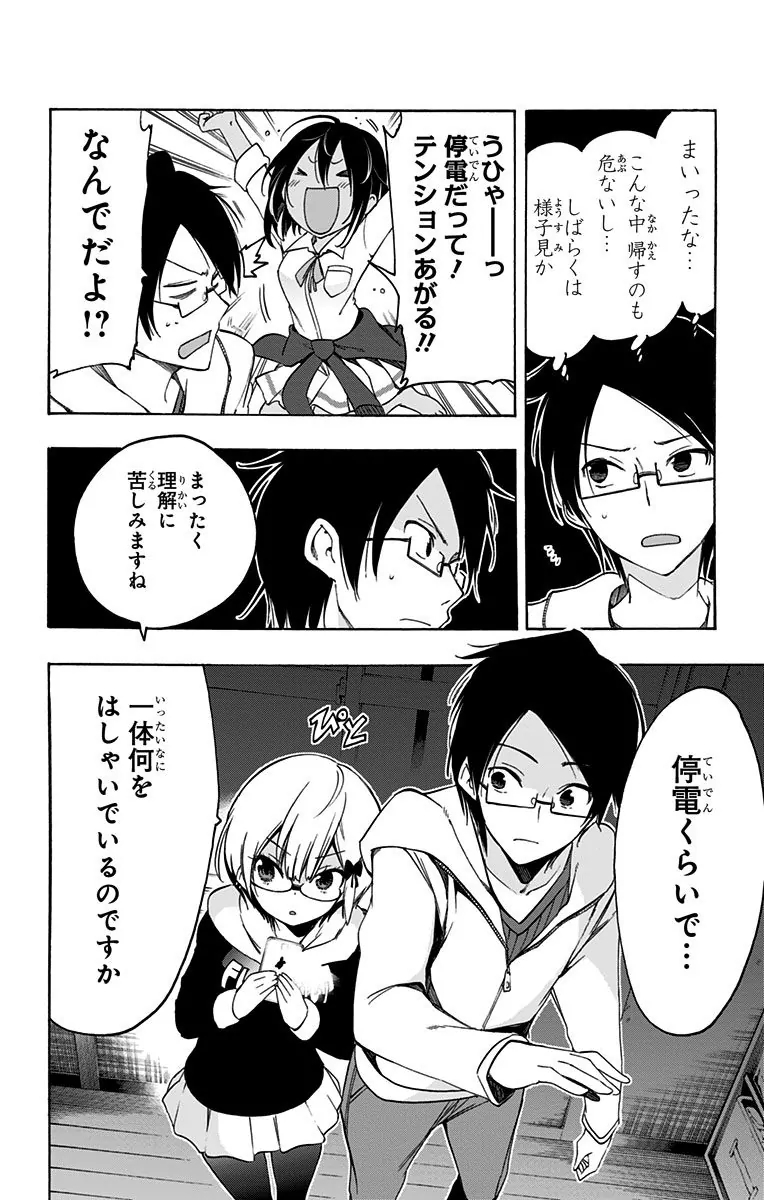 まいったな…
こんな中 帰すのも
危ないし…
しばらくは
様子見か
うひゃーーっ
停電だって！
テンションあがる!!
なんでだよ!?
まったく
理解に
苦しみますね
停電くらいで…
ぴとっ
一体何を
はしゃいでいるのですか